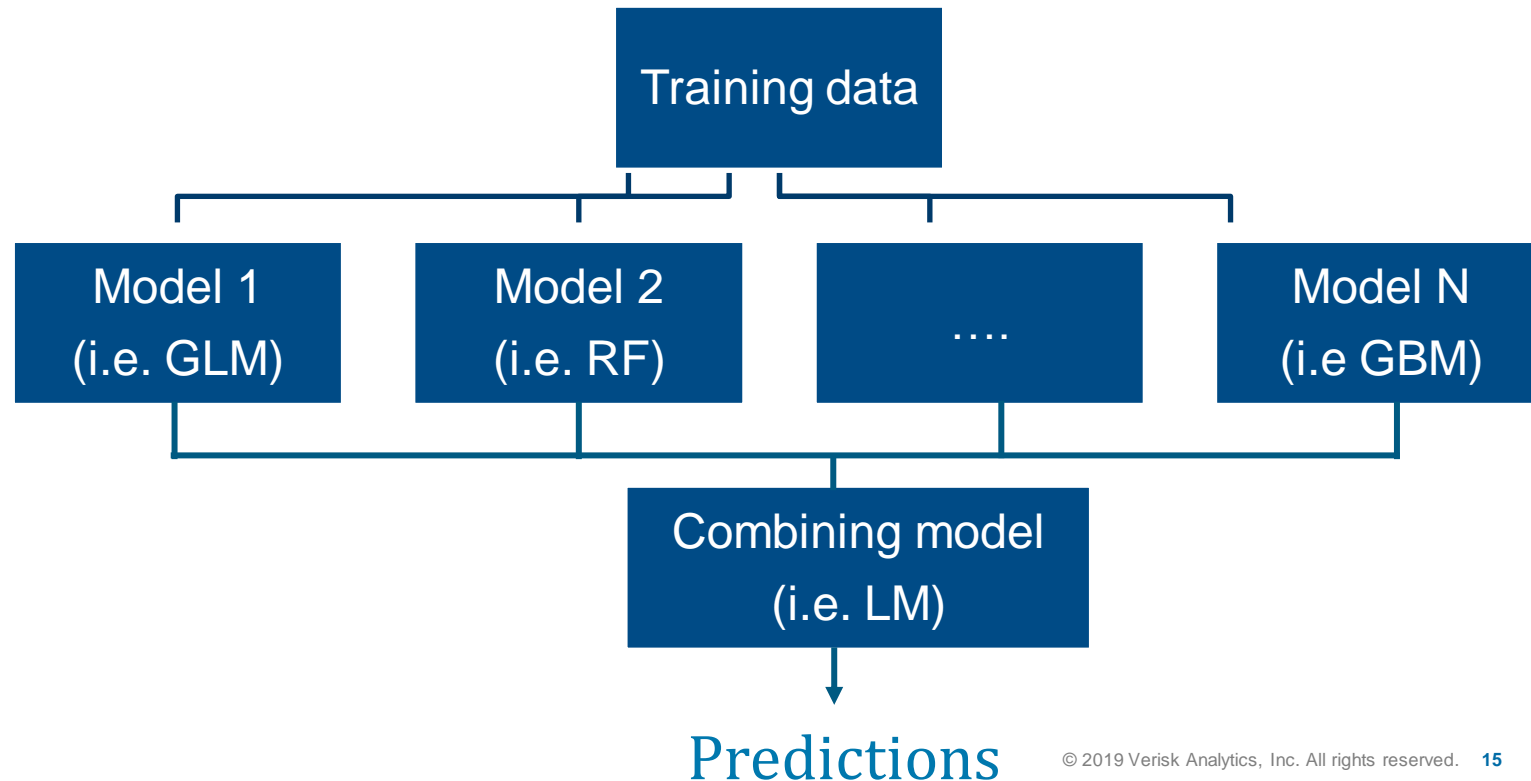 Training data
Model 1
(i.e. GLM)
Model 2
(i.e. RF)
....
Model N
(i.e GBM)
Combining model
(i.e. LM)
Predictions
© 2019 Verisk Analytics, Inc. All rights reserved. 15